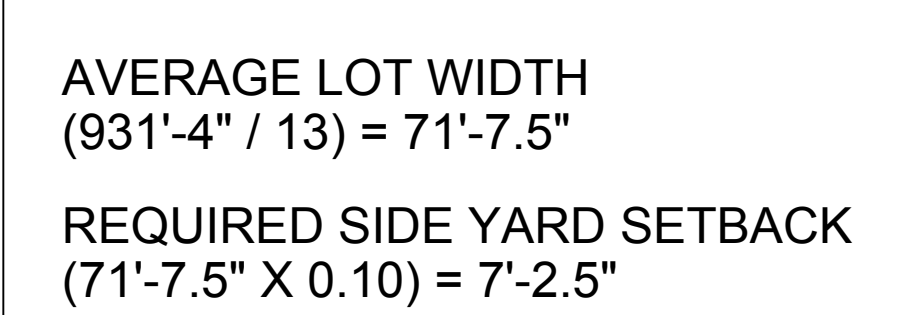 AVERAGE LOT WIDTH
(931'-4" / 13) = 71'-7.5"
REQUIRED SIDE YARD SETBACK
(71'-7.5" X 0.10) = 7'-2.5"